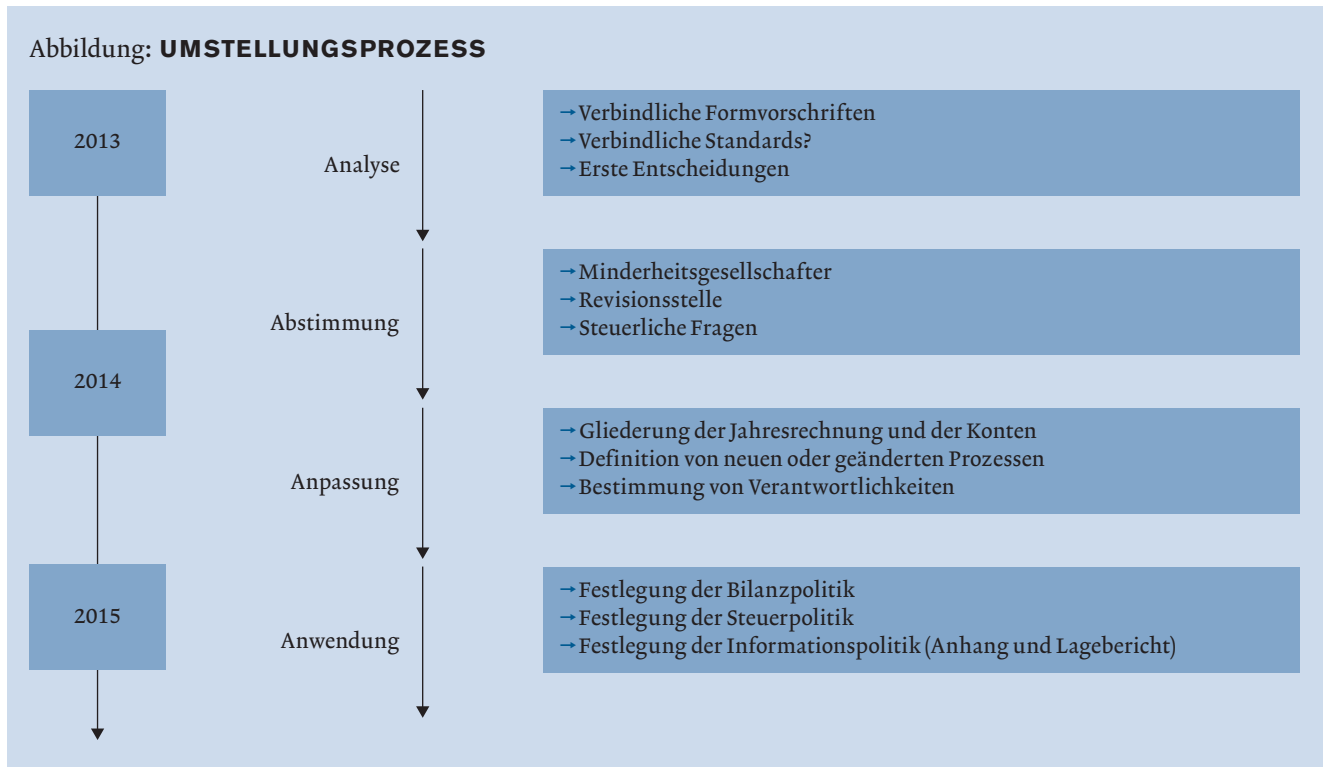 Abbildung: UMSTELLUNGSPROZESS
2013
Analyse
→Verbindliche Formvorschriften
→Verbindliche Standards?
→Erste Entscheidungen
Abstimmung
→Minderheitsgesellschafter
→Revisionsstelle
→Steuerliche Fragen
2014
Anpassung
→Gliederung der Jahresrechnung und der Konten
→Definition von neuen oder geänderten Prozessen
→Bestimmung von Verantwortlichkeiten
2015
Anwendung
→Festlegung der Bilanzpolitik
→Festlegung der Steuerpolitik
→Festlegung der Informationspolitik (Anhang und Lagebericht)